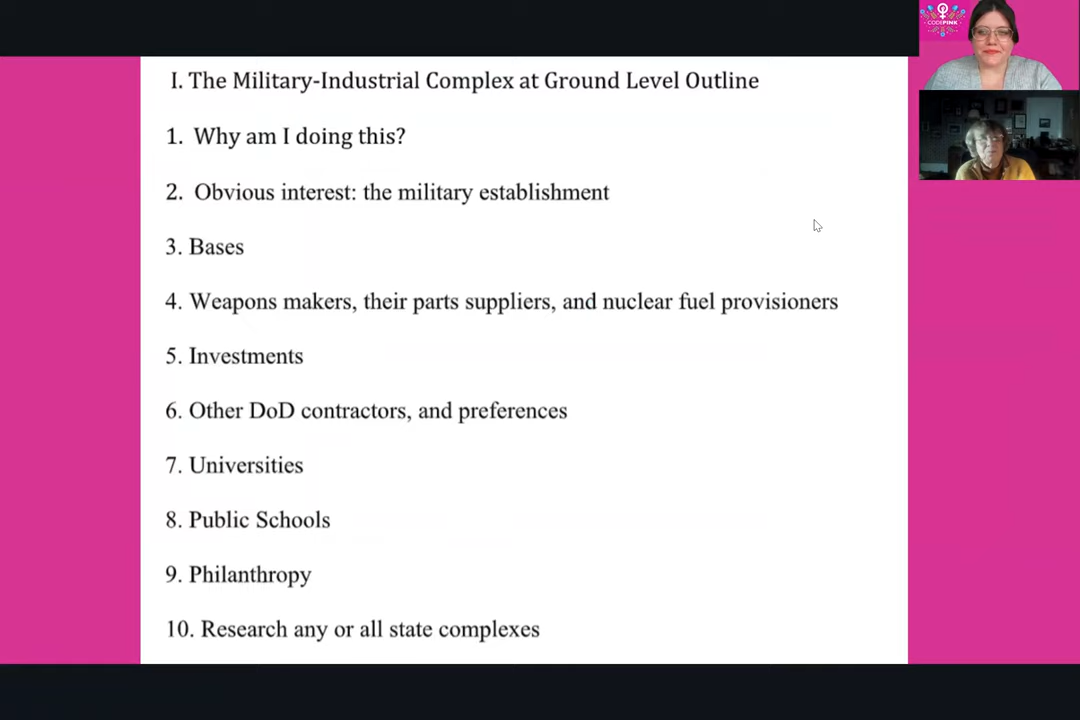 CODEPINK
I. The Military-Industrial Complex at Ground Level Outline
1. Why am I doing this?
2. Obvious interest: the military establishment
3. Bases
4. Weapons makers, their parts suppliers, and nuclear fuel provisioners
5. Investments
6. Other DoD contractors, and preferences
7. Universities
8. Public Schools
9. Philanthropy
10. Research any or all state complexes